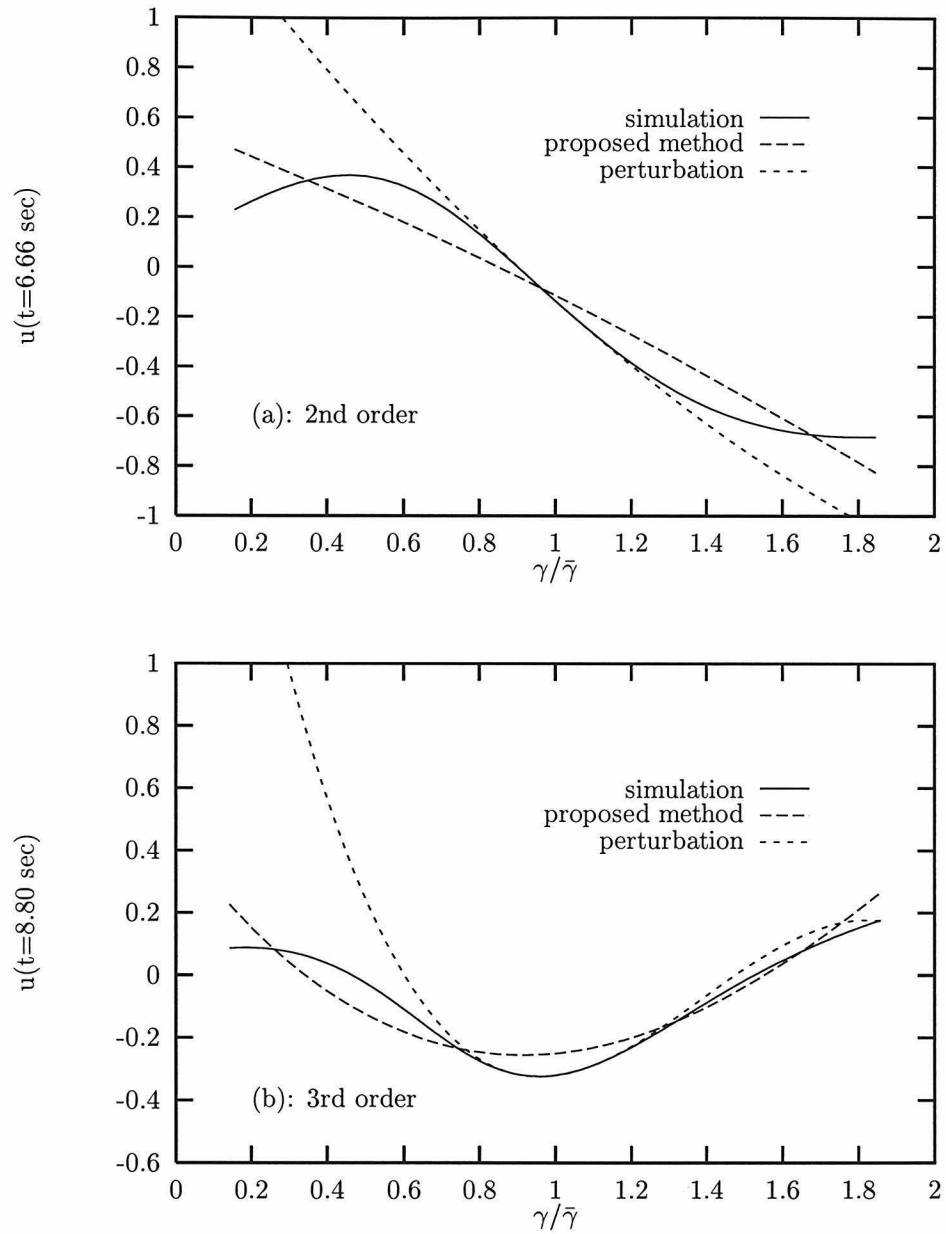 1
0.8
0.6
0.4
0.2
0
-0.2
-0.4
-0.6
-0.8
-1
u(t=6.66 sec)
simulation
proposed method
perturbation
(a): 2nd order
0 0.2 0.4 0.6 0.8 1 1.2 1.4 1.6 1.8 2
γ/γ̄
1
0.8
0.6
0.4
0.2
0
-0.2
-0.4
-0.6
u(t=8.80 sec)
simulation
proposed method
perturbation
(b): 3rd order
0 0.2 0.4 0.6 0.8 1 1.2 1.4 1.6 1.8 2
γ/γ̄